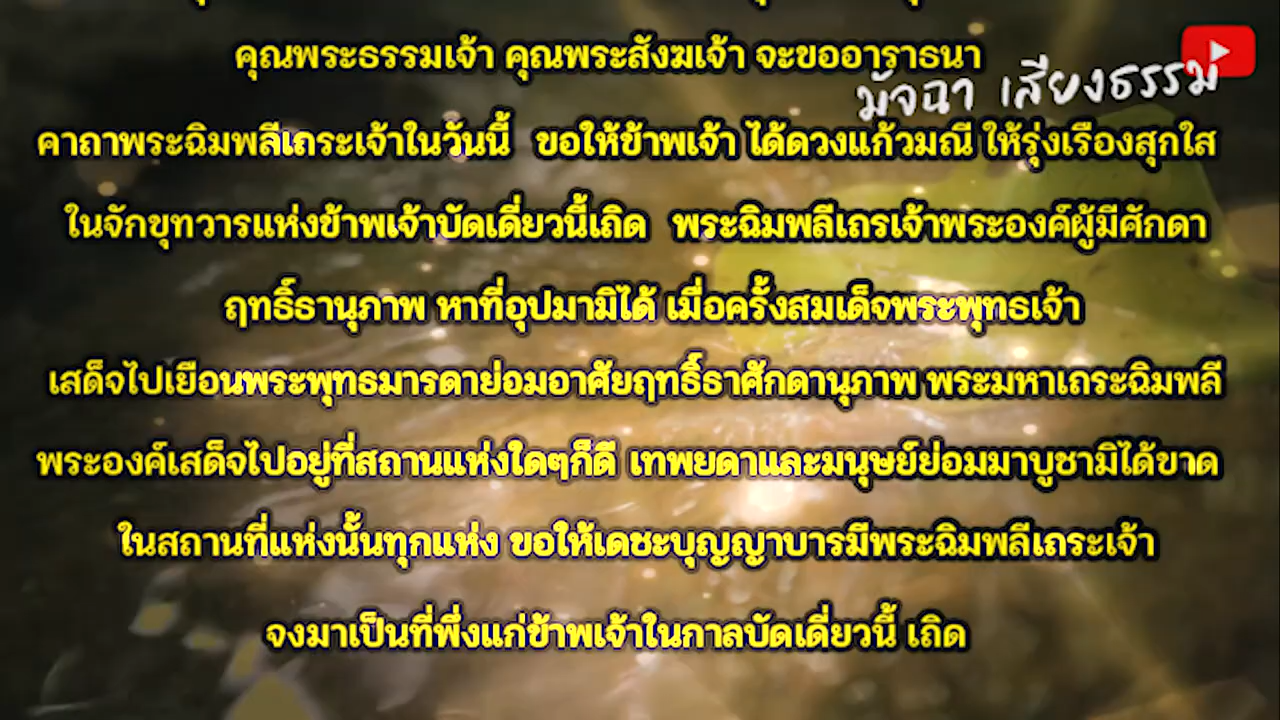 คุณพระธรรมเจ้า คุณพระสังฆเจ้า จะขออาราธนา
มัจฉา เสียงธรรม
คาถาพระฉิมพลีเถระเจ้าในวันนี้ ขอให้ข้าพเจ้า ได้ดวงแก้วมณี ให้รุ่งเรืองสุกใส
ในจักขุทวารแห่งข้าพเจ้าบัดเดี่ยวนี้เถิด พระฉิมพลีเถรเจ้าพระองค์ผู้มีศักดา
ฤทธิ์ธานุภาพ หาที่อุปมามิได้ เมื่อครั้งสมเด็จพระพุทธเจ้า
เสด็จไปเยือนพระพุทธมารดาย่อมอาศัยฤทธิ์ธาศักดานุภาพ พระมหาเถระฉิมพลี
พระองค์เสด็จไปอยู่ที่สถานแห่งใดๆก็ดี เทพยดาและมนุษย์ย่อมมาบูชามิได้ขาด
ในสถานที่แห่งนั้นทุกแห่ง ขอให้เดชะบุญญาบารมีพระฉิมพลีเถระเจ้า
จงมาเป็นที่พึ่งแก่ข้าพเจ้าในกาลบัดเดี่ยวนี้ เถิด